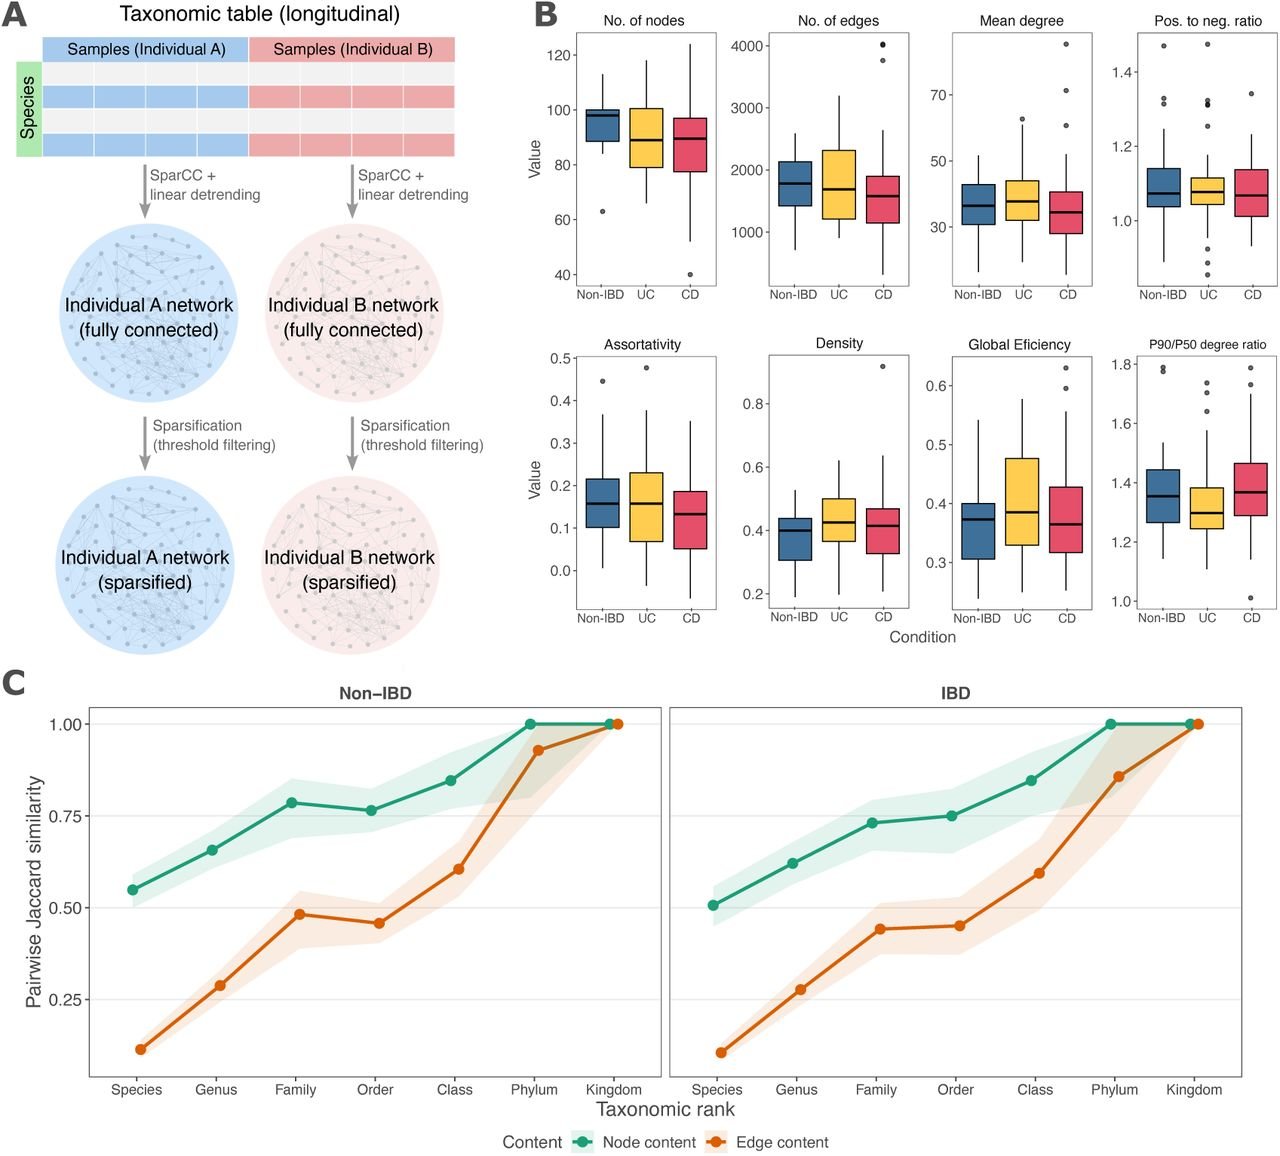 A
Taxonomic table (longitudinal)
Samples (Individual A)
Samples (Individual B)
Species
SparCC +
linear detrending
SparCC +
linear detrending
Individual A network
(fully connected)
Individual B network
(fully connected)
Sparsification
(threshold filtering)
Sparsification
(threshold filtering)
Individual A network
(sparsified)
Individual B network
(sparsified)
B
No. of nodes
Value
120
100
80
60
40
Non-IBD UC CD
No. of edges
4000
3000
2000
1000
Non-IBD UC CD
Mean degree
70
50
30
Non-IBD UC CD
Pos. to neg. ratio
1.4
1.2
1.0
Non-IBD UC CD
Assortativity
Value
0.5
0.4
0.3
0.2
0.1
0.0
Non-IBD UC CD
Density
0.8
0.6
0.4
0.2
Non-IBD UC CD
Global Eficiency
0.6
0.5
0.4
0.3
Non-IBD UC CD
P90/P50 degree ratio
1.8
1.6
1.4
1.2
1.0
Non-IBD UC CD
Condition
C
Non-IBD
IBD
Pairwise Jaccard similarity
1.00
0.75
0.50
0.25
Species Genus Family Order Class Phylum Kingdom
Species Genus Family Order Class Phylum Kingdom
Taxonomic rank
Content Node content Edge content